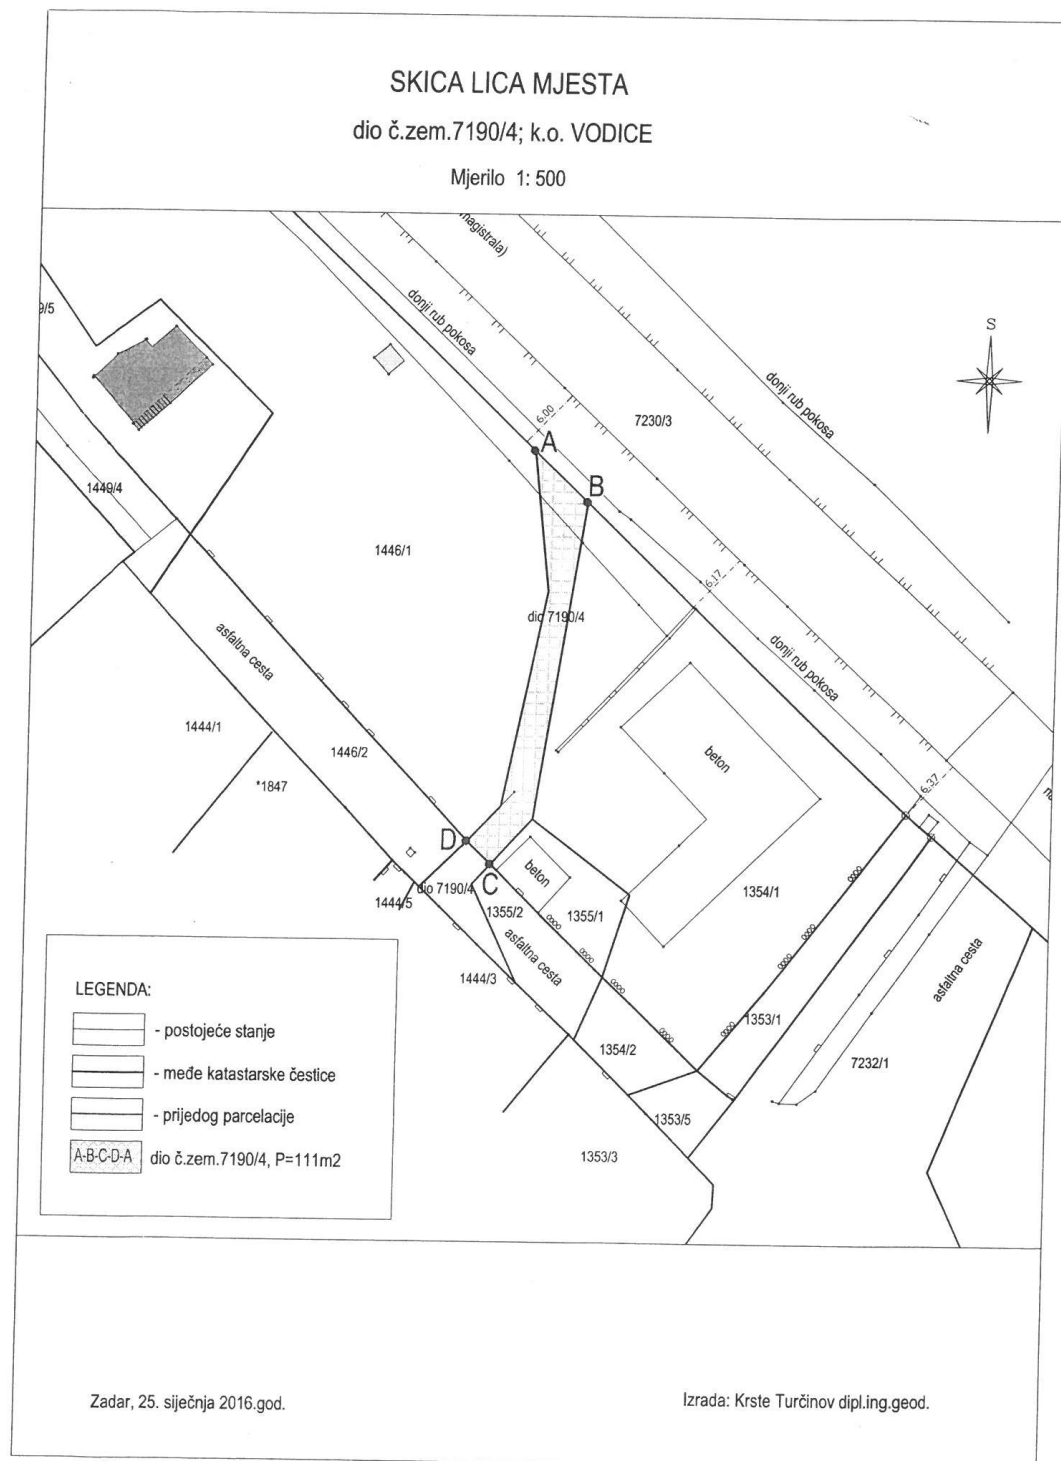 SKICA LICA MJESTA
dio č.zem.7190/4; k.o. VODICE
Mjerilo 1: 500
magistrala)
donji rub pokosa
donji rub pokosa
S
9/5
6.00
7230/3
A
B
1449/4
1446/1
6.17
dio 7190/4
asfaltna cesta
donji rub pokosa
1444/1
1446/2
beton
*1847
6.37
D
C
beton
dio 7190/4
1354/1
1444/5
1355/2
1355/1
asfaltna cesta
asfaltna cesta
1444/3
1353/1
1354/2
7232/1
1353/5
1353/3
LEGENDA:
- postojeće stanje
- međe katastarske čestice
- prijedog parcelacije
A-B-C-D-A dio č.zem.7190/4, P=111m2
Zadar, 25. siječnja 2016.god.
Izrada: Krste Turčinov dipl.ing.geod.